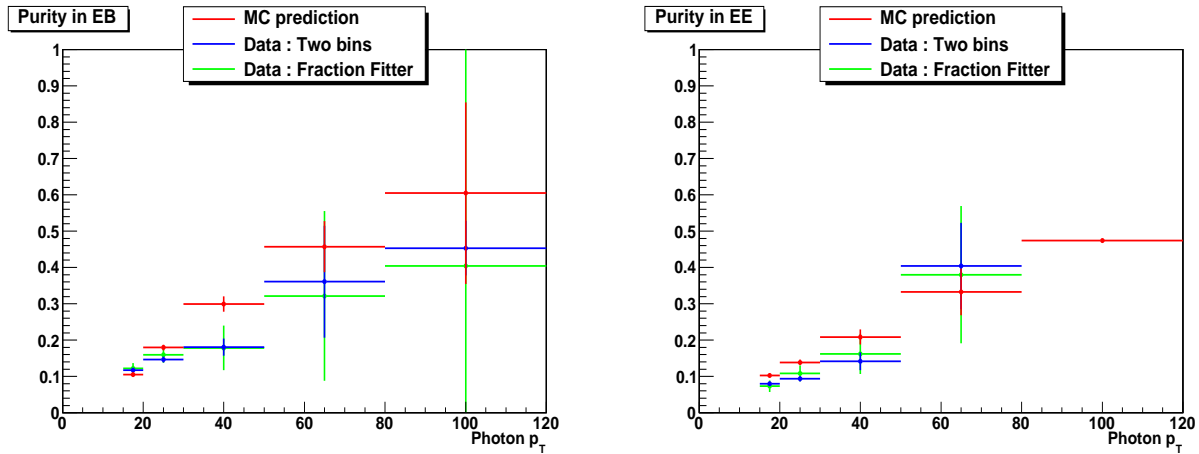 Purity in EB
MC prediction
Data : Two bins
Data : Fraction Fitter
1
0.9
0.8
0.7
0.6
0.5
0.4
0.3
0.2
0.1
0
0 20 40 60 80 100 120
Photon p_T
Purity in EE
MC prediction
Data : Two bins
Data : Fraction Fitter
1
0.9
0.8
0.7
0.6
0.5
0.4
0.3
0.2
0.1
0
0 20 40 60 80 100 120
Photon p_T